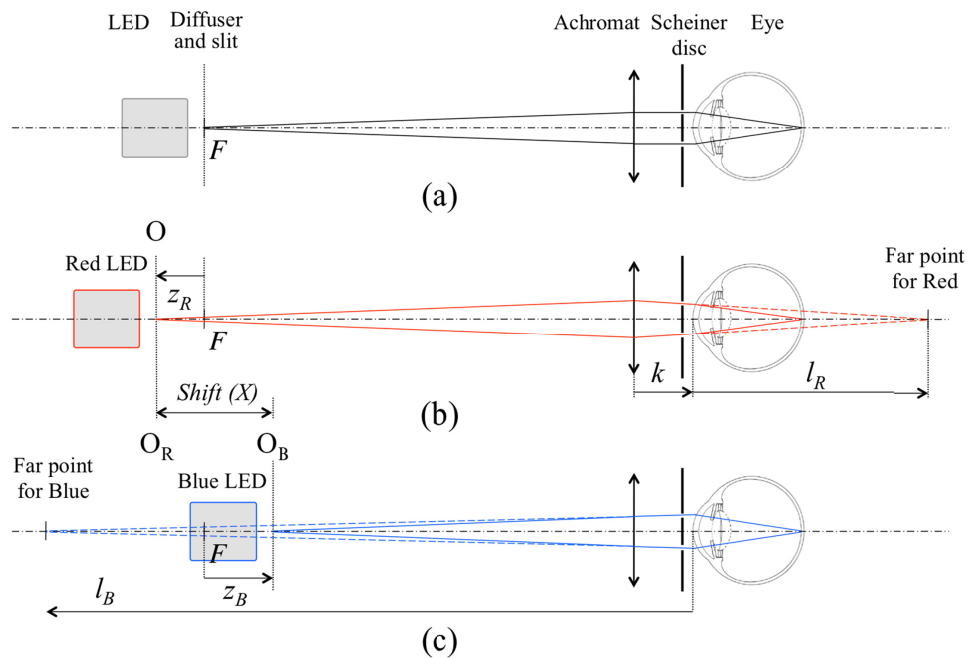 LED
Diffuser
and slit
Achromat
Scheiner
disc
Eye
F
(a)
O
Red LED
z_R
F
Far point
for Red
k
l_R
Shift (X)
(b)
O_R
O_B
Far point
for Blue
Blue LED
F
z_B
l_B
(c)